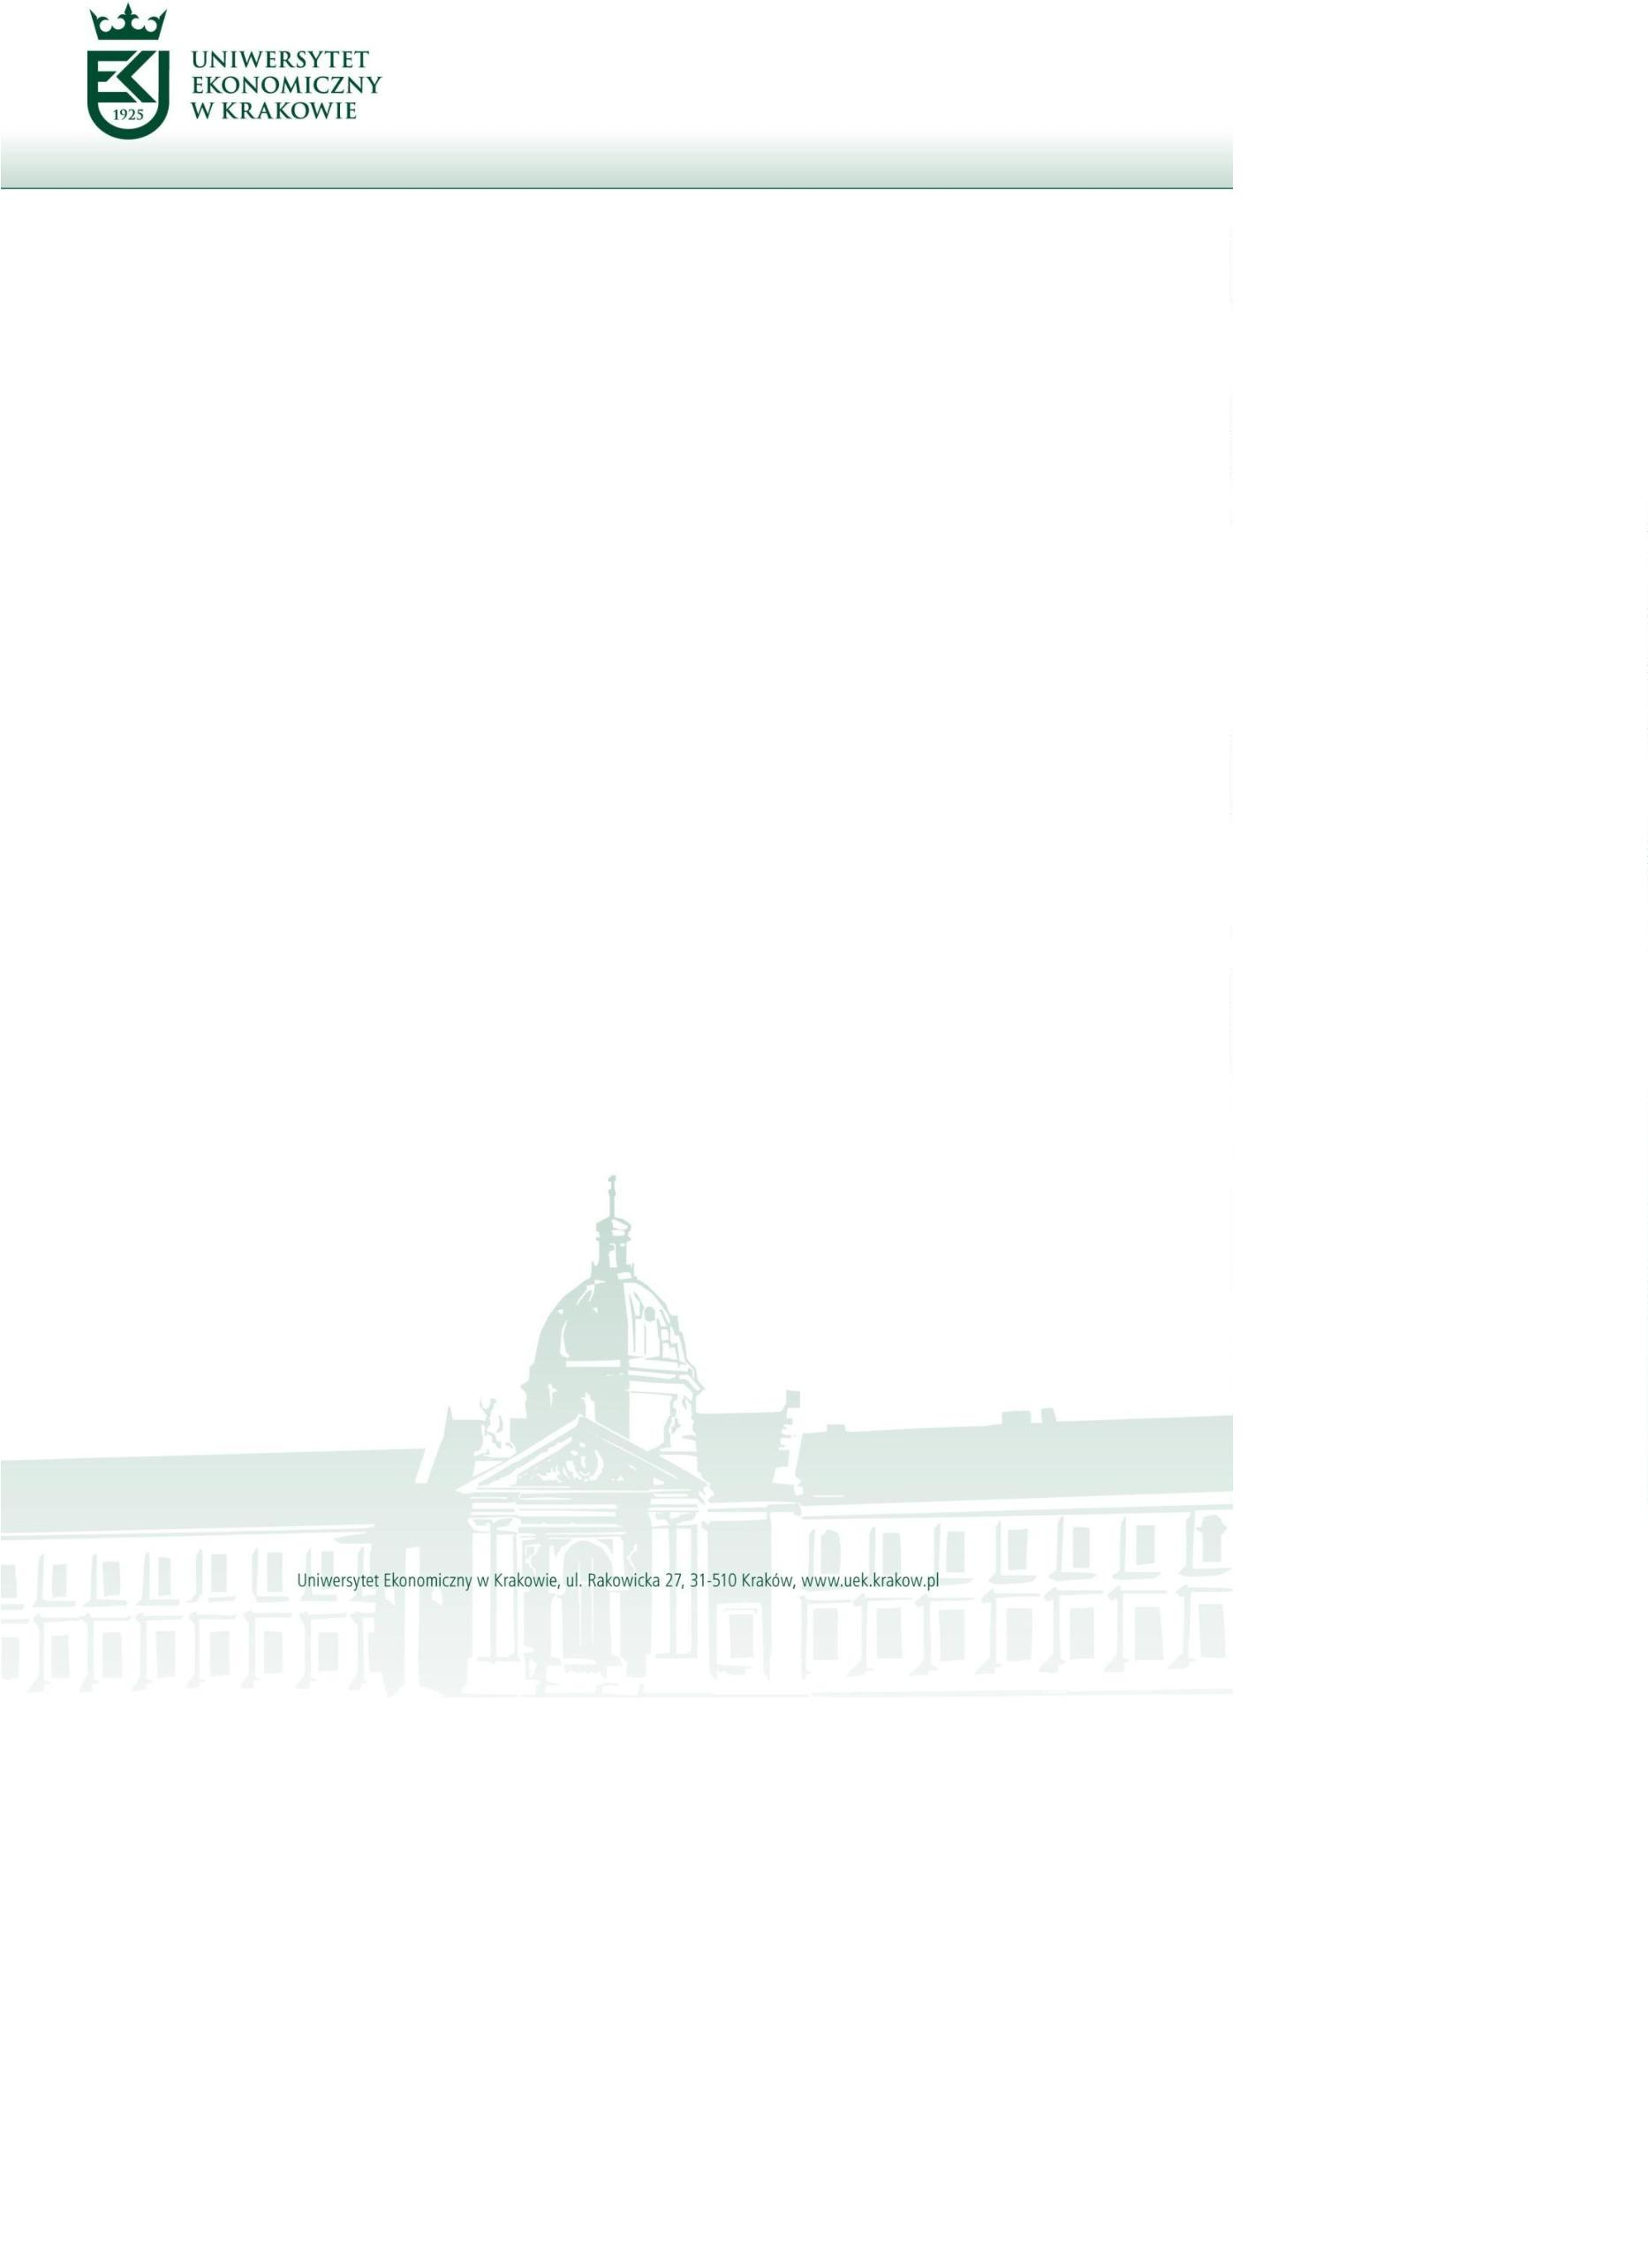 UNIWERSYTET
EKONOMICZNY
W KRAKOWIE
1925
Uniwersytet Ekonomiczny w Krakowie, ul. Rakowicka 27, 31-510 Kraków, www.uek.krakow.pl